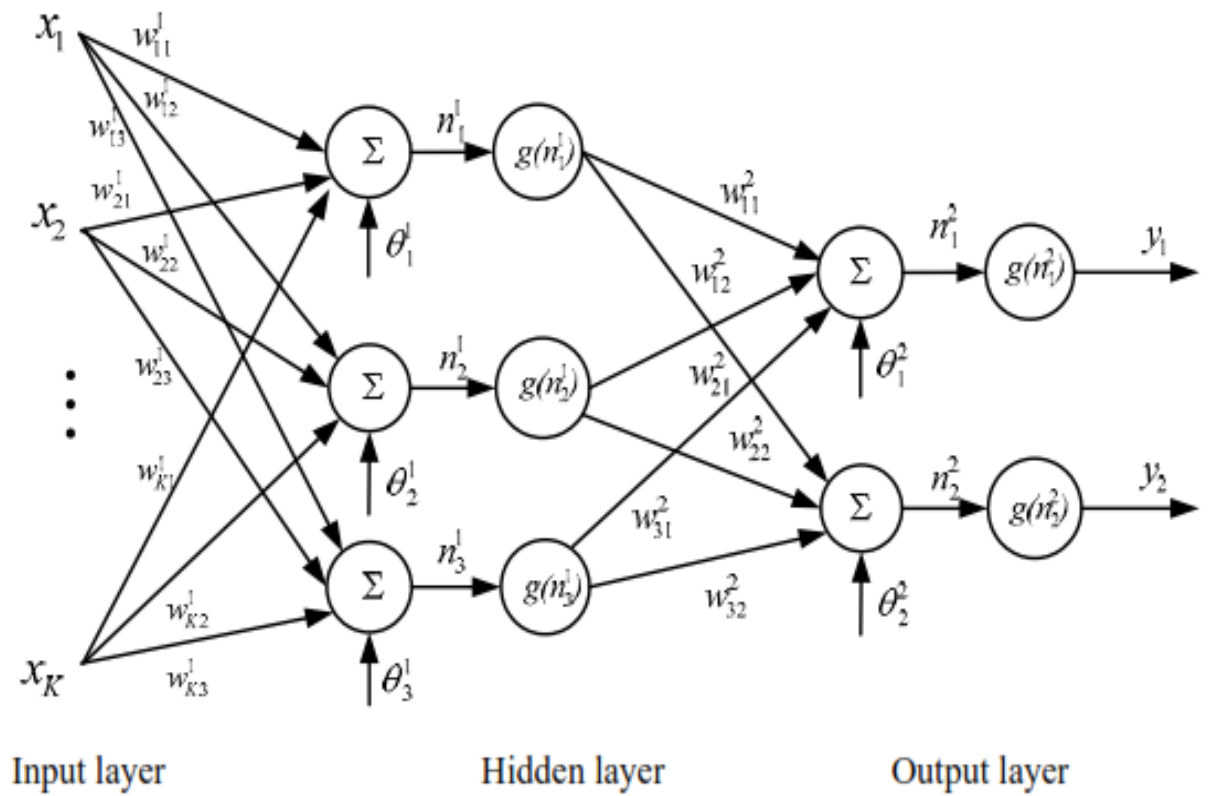 x₁
w¹₁₁
w¹₁₂
w¹₁₃
Σ
n¹₁
g(n¹₁)
θ¹₁
w¹₂₁
x₂
w¹₂₂
w¹₂₃
w²₁₁
w²₁₂
Σ
n²₁
g(n²₁)
y₁
θ²₁
Σ
n¹₂
g(n¹₂)
θ¹₂
w²₂₁
w²₂₂
w¹ₖ₁
Σ
n²₂
g(n²₂)
y₂
θ²₂
w²₃₁
w²₃₂
Σ
n¹₃
g(n¹₃)
θ¹₃
w¹ₖ₂
xₖ
w¹ₖ₃
Input layer
Hidden layer
Output layer